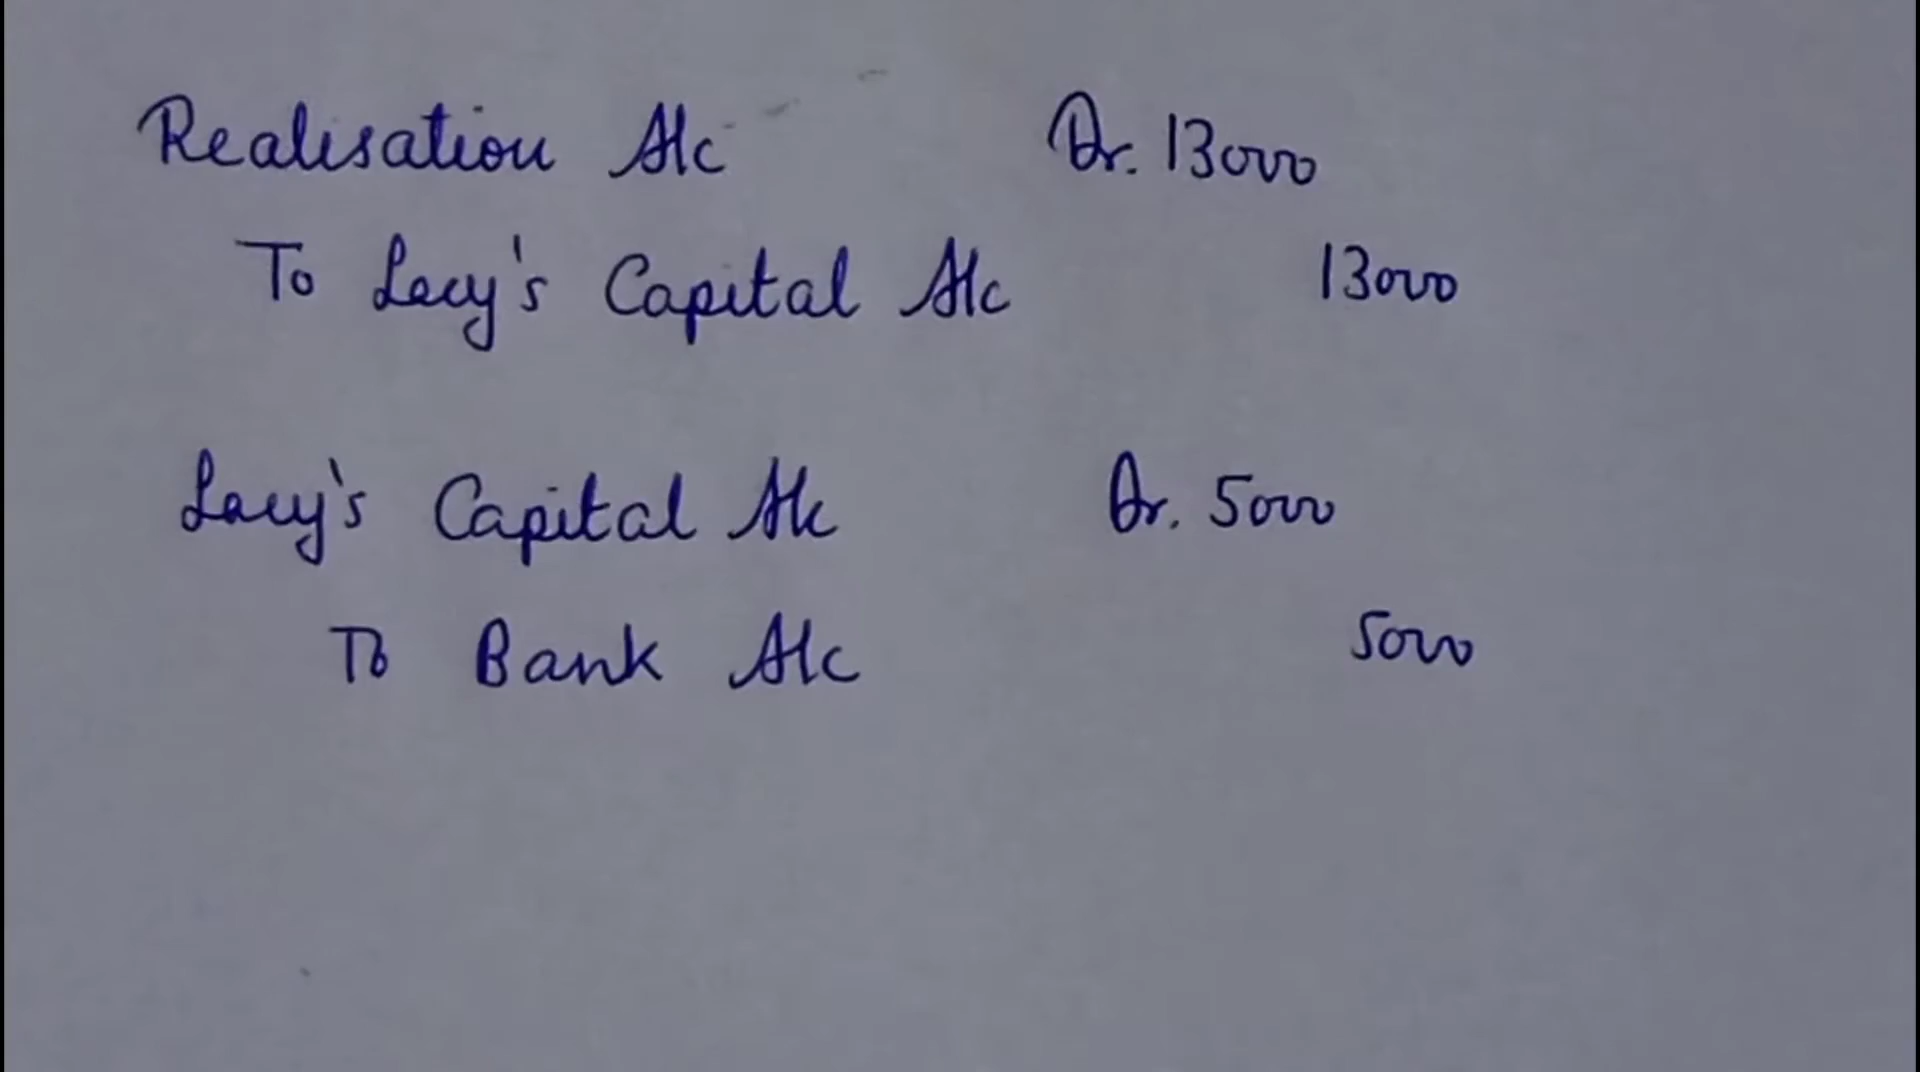 Realisation A/c Dr. 13000
To Lacy's Capital A/c 13000
Lacy's Capital A/c Dr. 5000
To Bank A/c 5000